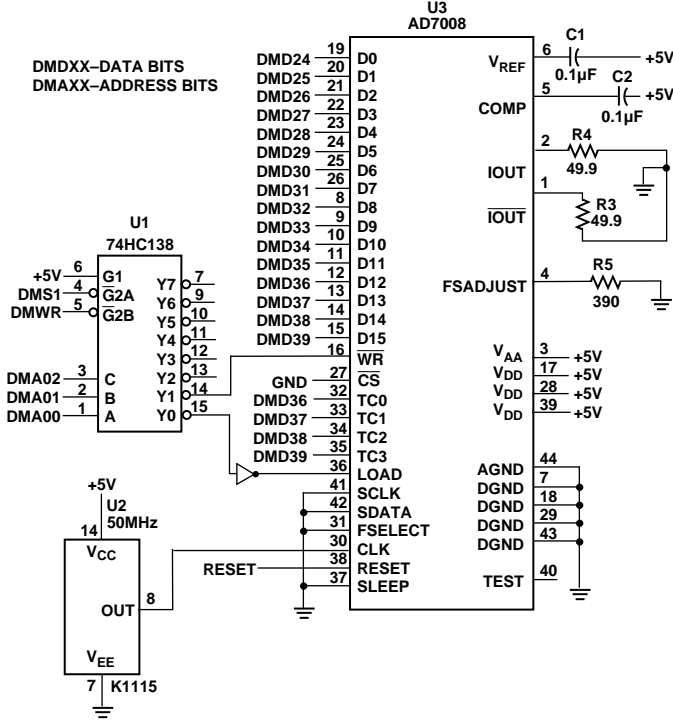 U3
AD7008
DMDXX–DATA BITS
DMAXX–ADDRESS BITS
DMD24 19 D0
DMD25 20 D1
DMD26 21 D2
DMD27 22 D3
DMD28 23 D4
DMD29 24 D5
DMD30 25 D6
DMD31 26 D7
DMD32 8 D8
DMD33 9 D9
DMD34 10 D10
DMD35 11 D11
DMD36 12 D12
DMD37 13 D13
DMD38 14 D14
DMD39 15 D15
16 WR
GND 27 CS
DMD36 32 TC0
DMD37 33 TC1
DMD38 34 TC2
DMD39 35 TC3
36 LOAD
41 SCLK
42 SDATA
31 FSELECT
30 CLK
RESET 38 RESET
37 SLEEP
VREF 6 C1 0.1µF +5V
COMP 5 C2 0.1µF +5V
IOUT 2 R4 49.9
IOUT 1 R3 49.9
FSADJUST 4 R5 390
VAA 3 +5V
VDD 17 +5V
VDD 28 +5V
VDD 39 +5V
AGND 44
DGND 7
DGND 18
DGND 29
DGND 43
TEST 40
U1
74HC138
+5V 6 G1
DMS1 4 G2A
DMWR 5 G2B
DMA02 3 C
DMA01 2 B
DMA00 1 A
Y7 7
Y6 9
Y5 10
Y4 11
Y3 12
Y2 13
Y1 14
Y0 15
+5V
U2
50MHz
14
VCC
OUT 8
VEE
7 K1115